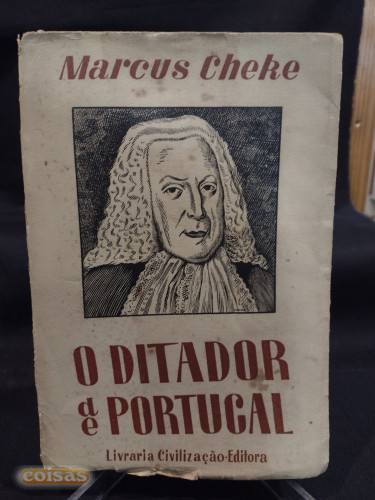 Marcus Cheke
O DITADOR
de PORTUGAL
Livraria Civilização-Editora
coisas